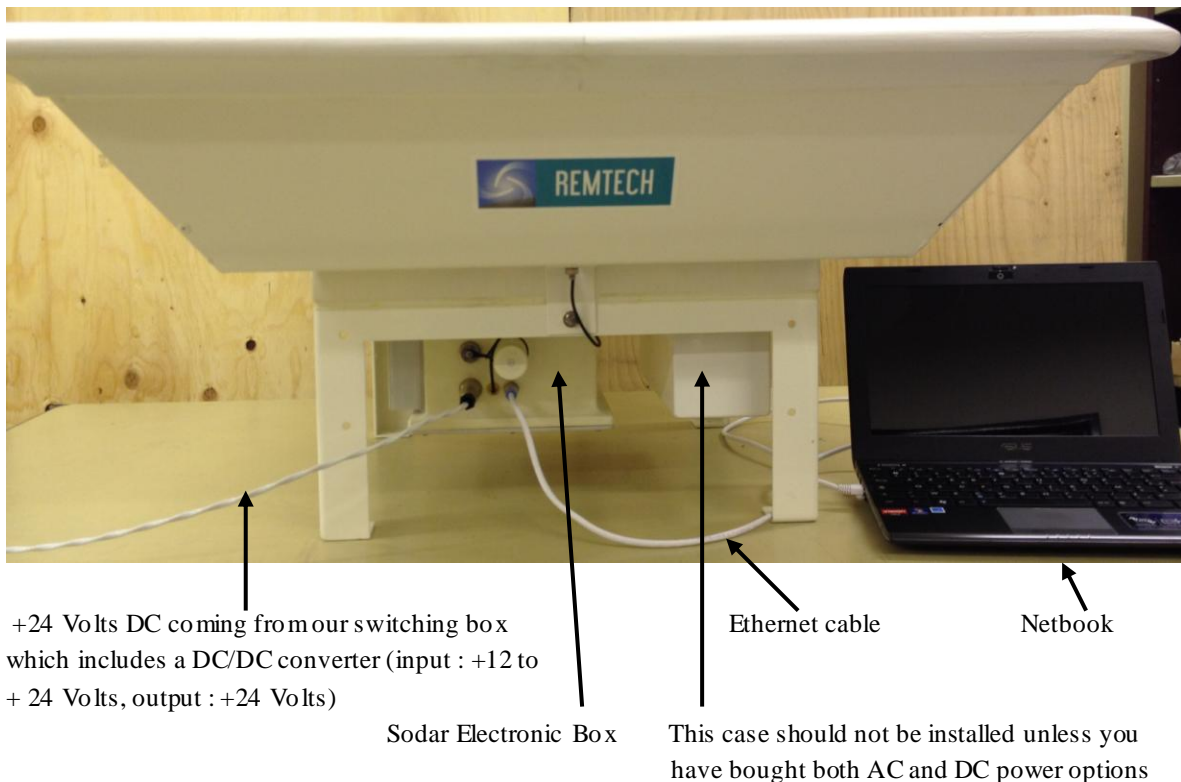 REMTECH
+24 Volts DC coming from our switching box
which includes a DC/DC converter (input : +12 to
+ 24 Volts, output : +24 Volts)
Ethernet cable
Netbook
Sodar Electronic Box
This case should not be installed unless you
have bought both AC and DC power options